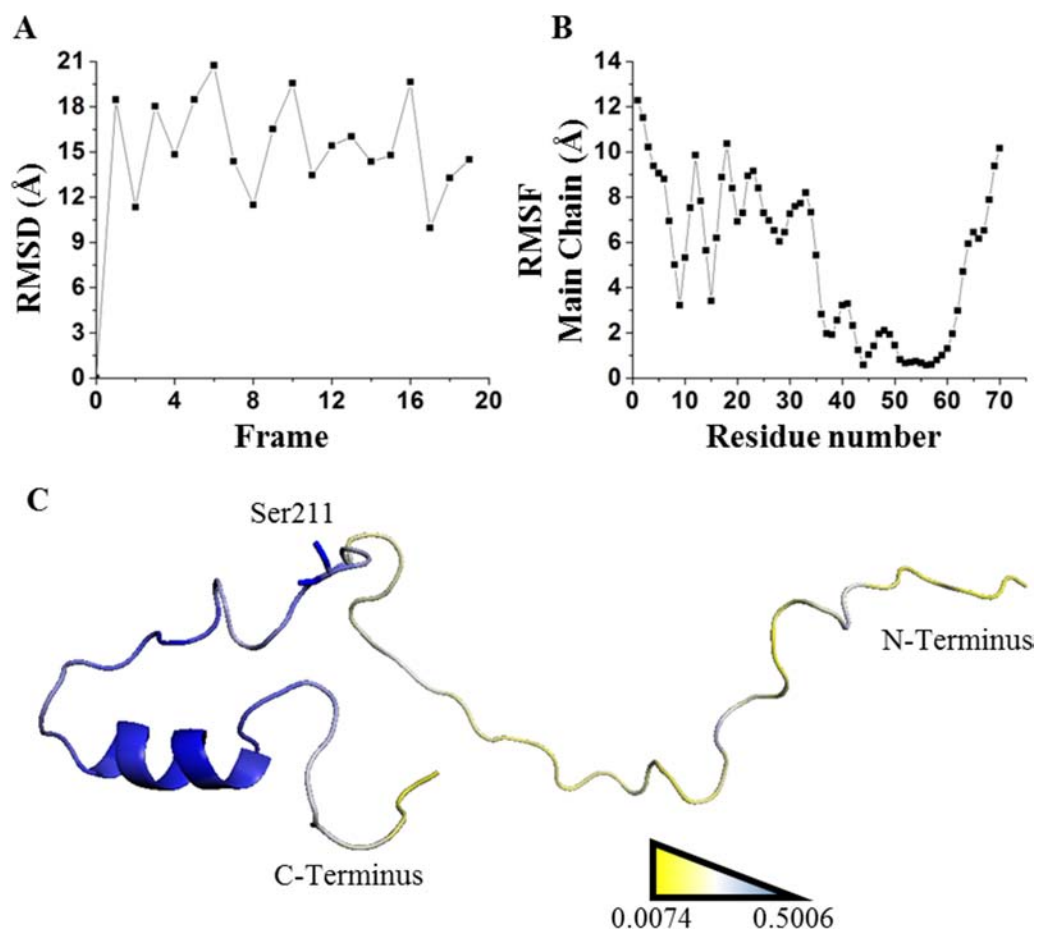 A
21
18
15
12
9
6
3
0
RMSD (Å)
0 4 8 12 16 20
Frame
B
14
12
10
8
6
4
2
0
RMSF
Main Chain (Å)
0 10 20 30 40 50 60 70
Residue number
C
Ser211
N-Terminus
C-Terminus
0.0074 0.5006